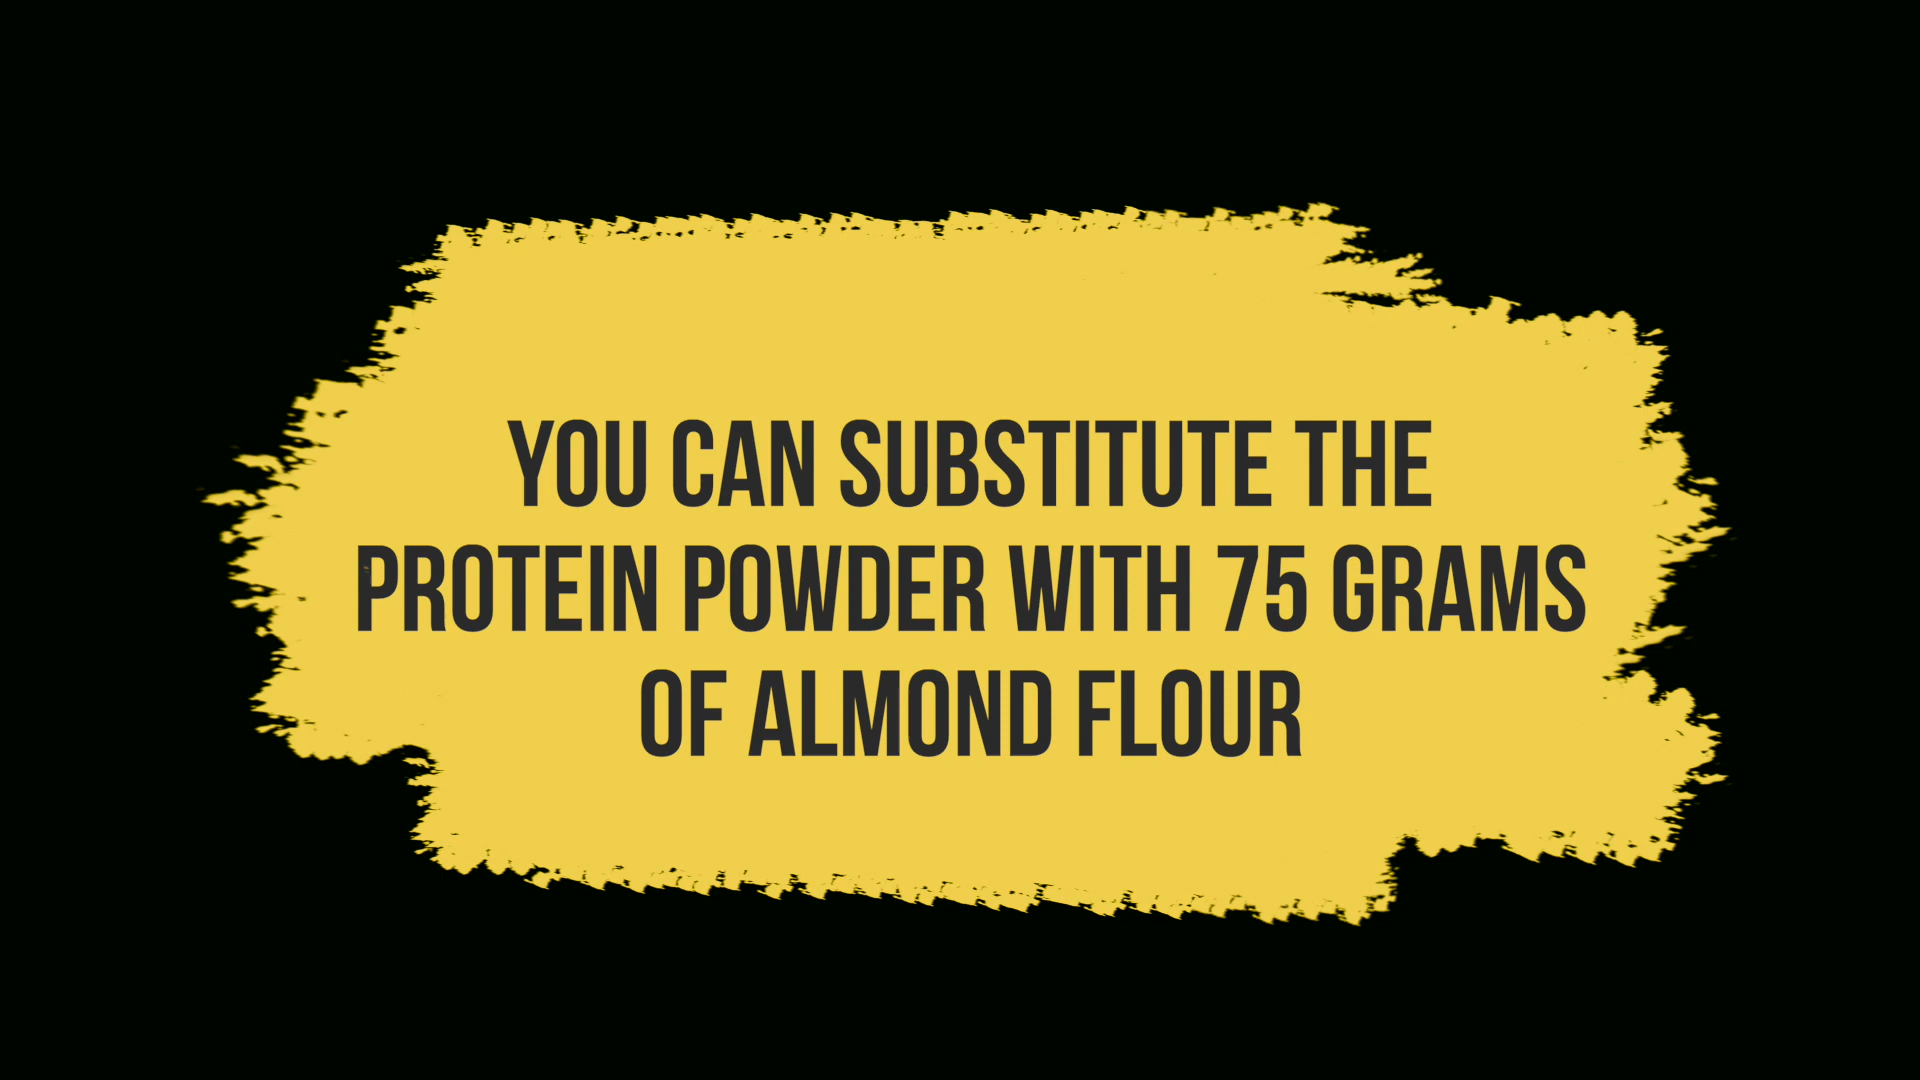 YOU CAN SUBSTITUTE THE
PROTEIN POWDER WITH 75 GRAMS
OF ALMOND FLOUR